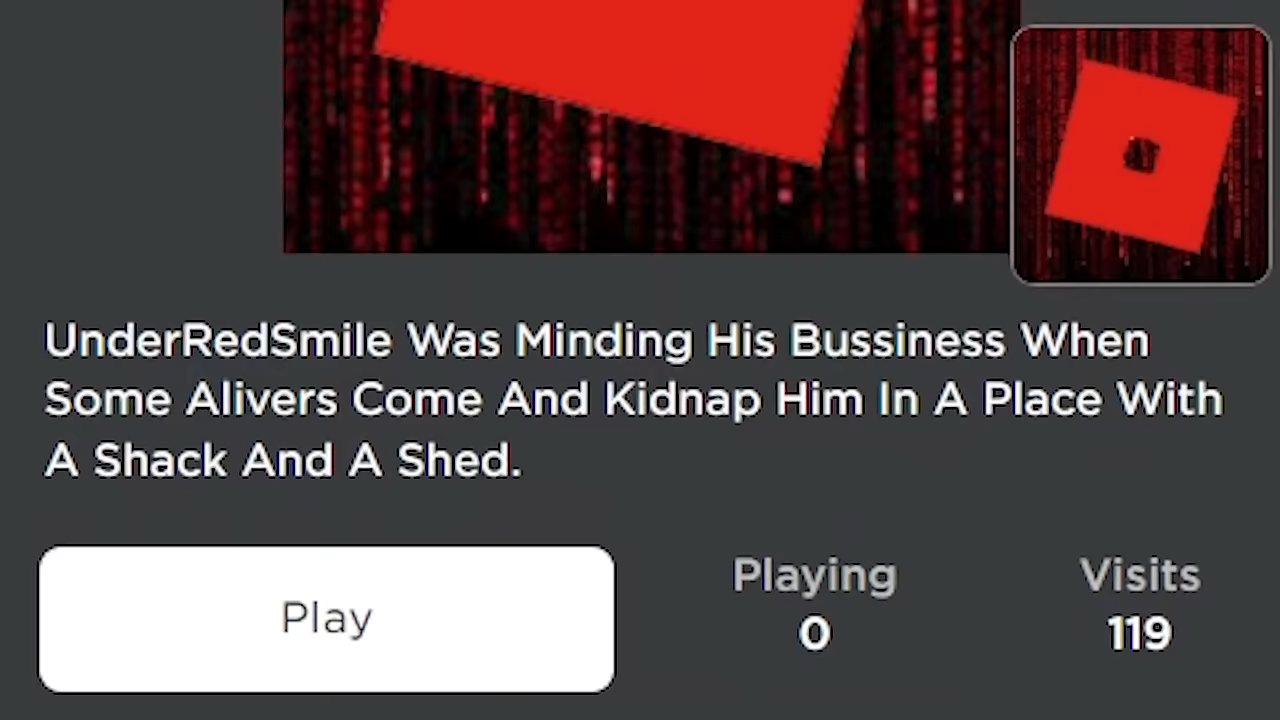 UnderRedSmile Was Minding His Bussiness When
Some Alivers Come And Kidnap Him In A Place With
A Shack And A Shed.
Play
Playing
0
Visits
119